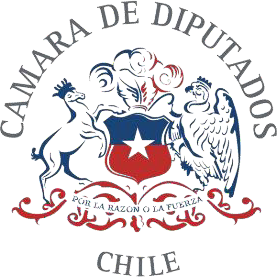 CAMARA DE DIPUTADOS
POR LA RAZON O LA FUERZA
CHILE